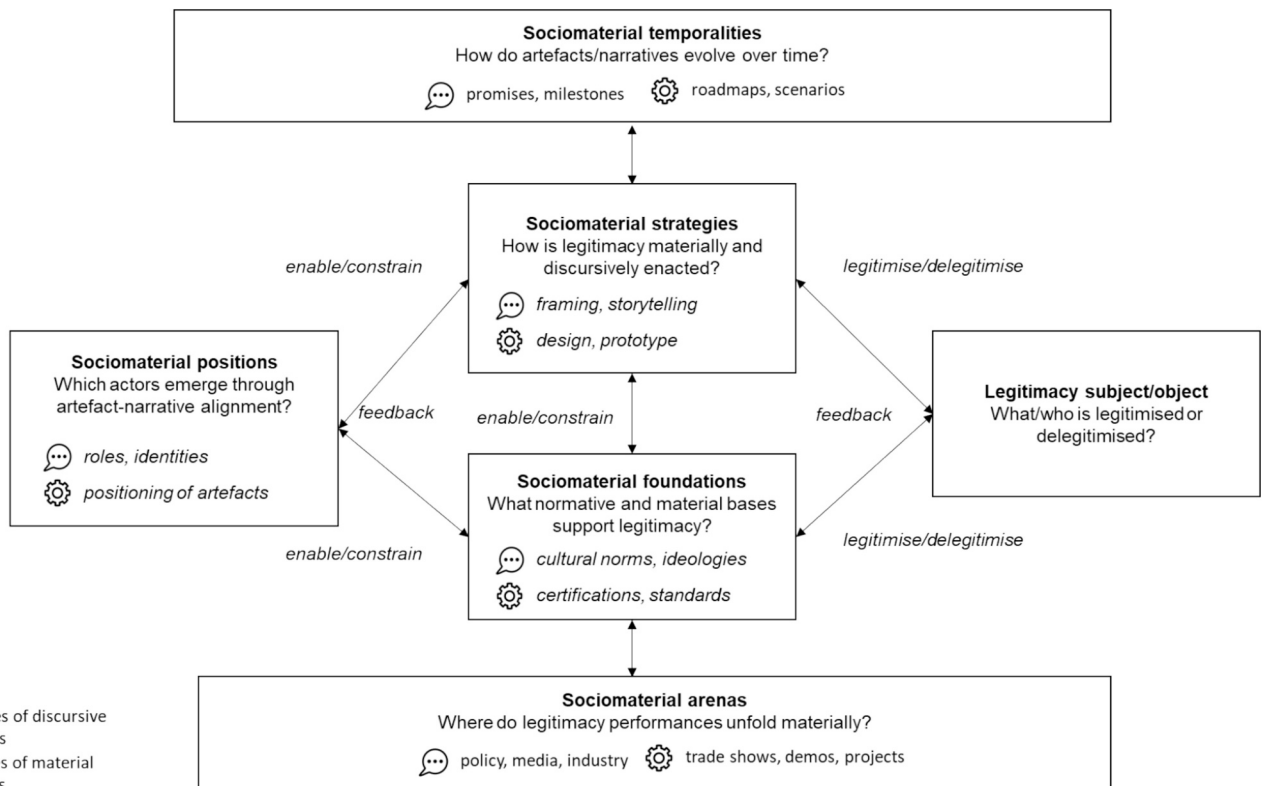 Sociomaterial temporalities
How do artefacts/narratives evolve over time?
promises, milestones
roadmaps, scenarios
Sociomaterial strategies
How is legitimacy materially and
discursively enacted?
framing, storytelling
design, prototype
enable/constrain
legitimise/delegitimise
Sociomaterial positions
Which actors emerge through
artefact-narrative alignment?
roles, identities
positioning of artefacts
feedback
enable/constrain
feedback
Legitimacy subject/object
What/who is legitimised or
delegitimised?
Sociomaterial foundations
What normative and material bases
support legitimacy?
cultural norms, ideologies
certifications, standards
enable/constrain
legitimise/delegitimise
Sociomaterial arenas
Where do legitimacy performances unfold materially?
policy, media, industry
trade shows, demos, projects
of discursive
of material